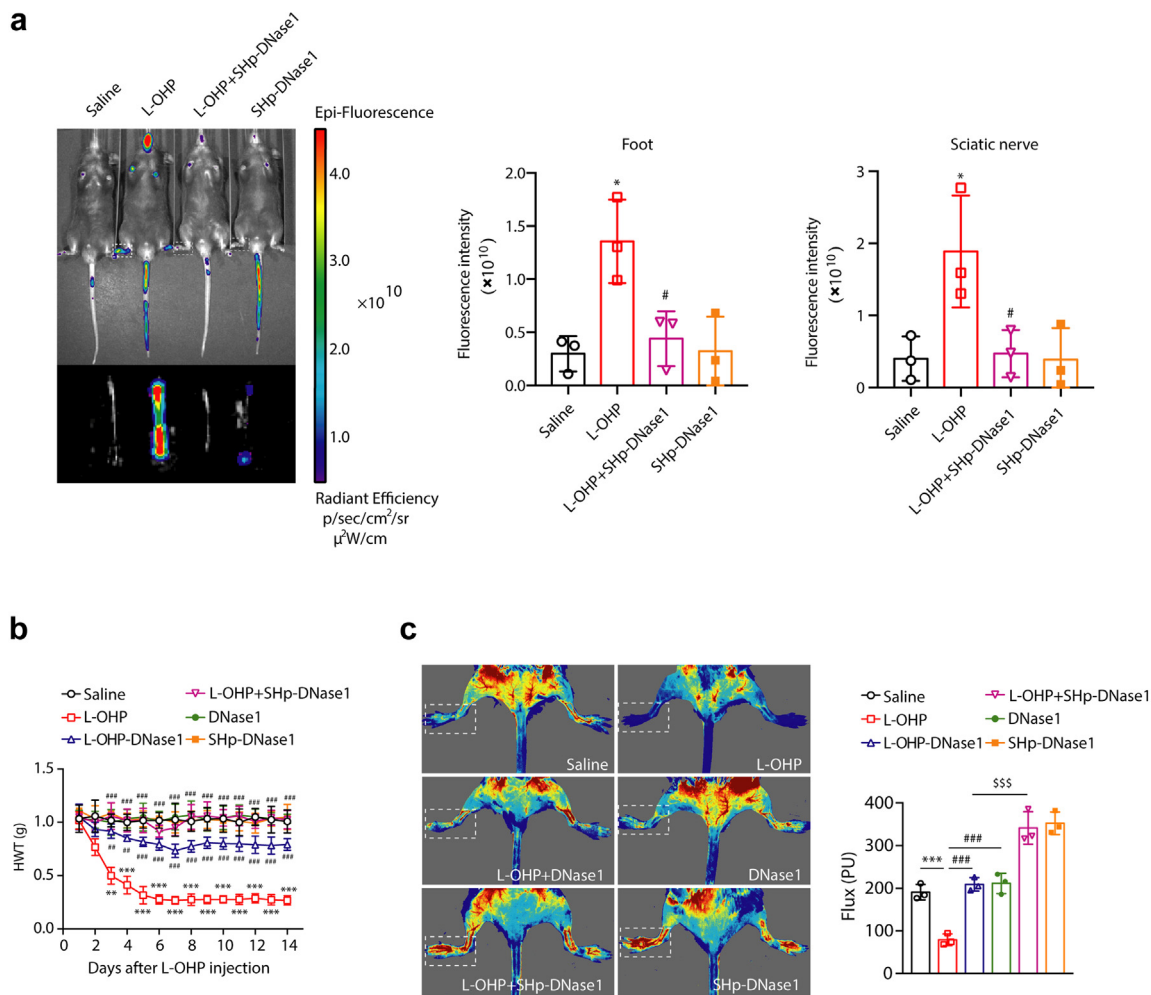 a
Saline
L-OHP
L-OHP+SHp-DNase1
SHp-DNase1
Epi-Fluorescence
4.0
3.0
×10^10
2.0
1.0
Radiant Efficiency
p/sec/cm²/sr
µ²W/cm
Foot
Fluorescence intensity
(×10^10)
2.0
1.5
1.0
0.5
0.0
*
#
Saline
L-OHP
L-OHP+SHp-DNase1
SHp-DNase1
Sciatic nerve
Fluorescence intensity
(×10^10)
3
2
1
0
*
#
Saline
L-OHP
L-OHP+SHp-DNase1
SHp-DNase1
b
Saline
L-OHP+SHp-DNase1
L-OHP
DNase1
L-OHP-DNase1
SHp-DNase1
HWT (g)
1.5
1.0
0.5
0.0
### ### ### ### ### ###
### ### ### ### ### ###
## ### ### ### ### ###
## ### ### ### ### ###
*** *** *** *** *** ***
** *** *** *** *** ***
0 2 4 6 8 10 12 14
Days after L-OHP injection
c
Saline
L-OHP
L-OHP+DNase1
DNase1
L-OHP+SHp-DNase1
SHp-DNase1
Saline
L-OHP+SHp-DNase1
L-OHP
DNase1
L-OHP-DNase1
SHp-DNase1
Flux (PU)
400
300
200
100
0
$$$
###
*** ###